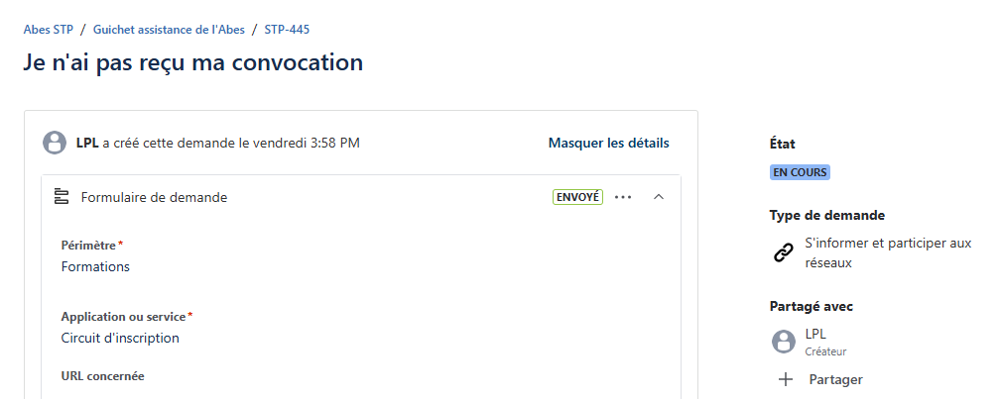 Abes STP / Guichet assistance de l'Abes / STP-445
Je n'ai pas reçu ma convocation
LPL a créé cette demande le vendredi 3:58 PM
Masquer les détails
Formulaire de demande
ENVOYÉ
Périmètre *
Formations
Application ou service *
Circuit d'inscription
URL concernée
État
EN COURS
Type de demande
S'informer et participer aux
réseaux
Partagé avec
LPL
Créateur
Partager